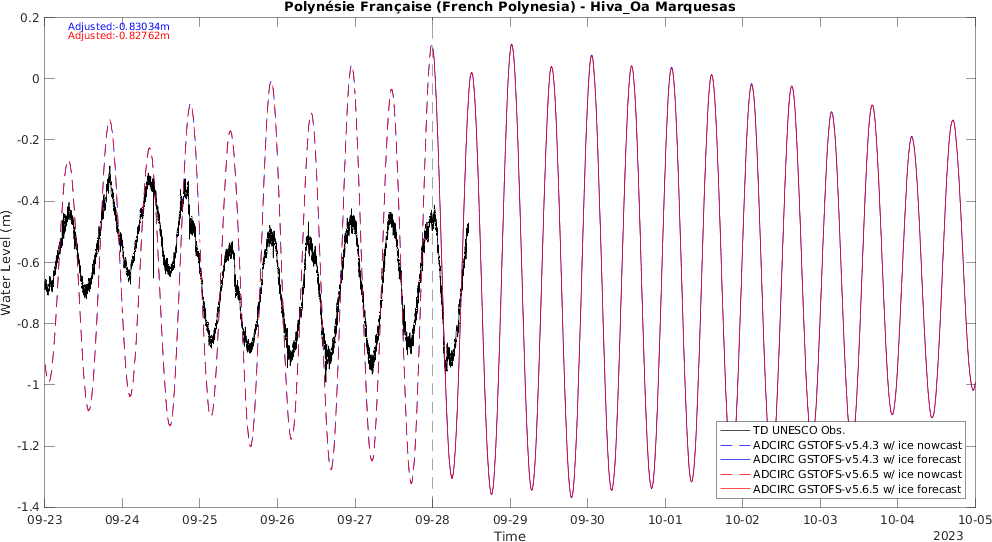 Polynésie Française (French Polynesia) - Hiva_Oa Marquesas
Adjusted:-0.83034m
Adjusted:-0.82762m
0.2
0
-0.2
-0.4
-0.6
-0.8
-1
-1.2
-1.4
Water Level (m)
TD UNESCO Obs.
ADCIRC GSTOFS-v5.4.3 w/ ice nowcast
ADCIRC GSTOFS-v5.4.3 w/ ice forecast
ADCIRC GSTOFS-v5.6.5 w/ ice nowcast
ADCIRC GSTOFS-v5.6.5 w/ ice forecast
09-23 09-24 09-25 09-26 09-27 09-28 09-29 09-30 10-01 10-02 10-03 10-04 10-05
Time
2023